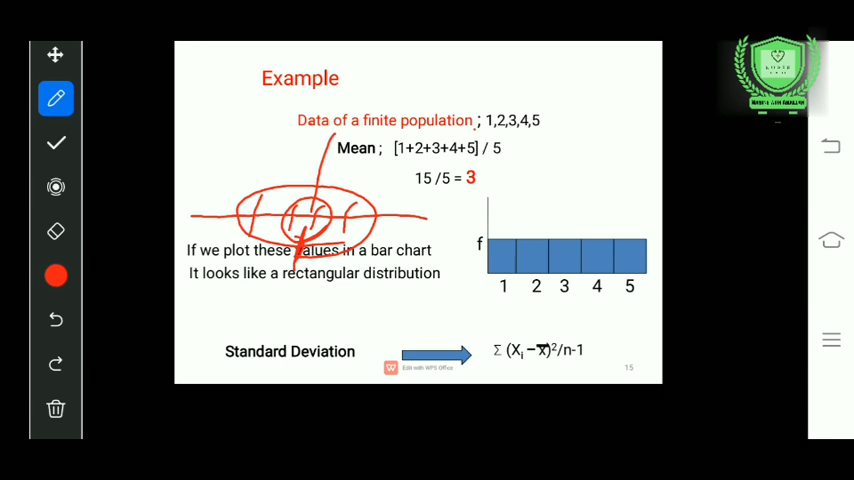 Example
Data of a finite population ; 1,2,3,4,5
Mean ; [1+2+3+4+5] / 5
15 /5 = 3
If we plot these values in a bar chart
It looks like a rectangular distribution
f
1 2 3 4 5
Standard Deviation
Σ (Xi – x̅)²/n-1
Edit with WPS Office
15